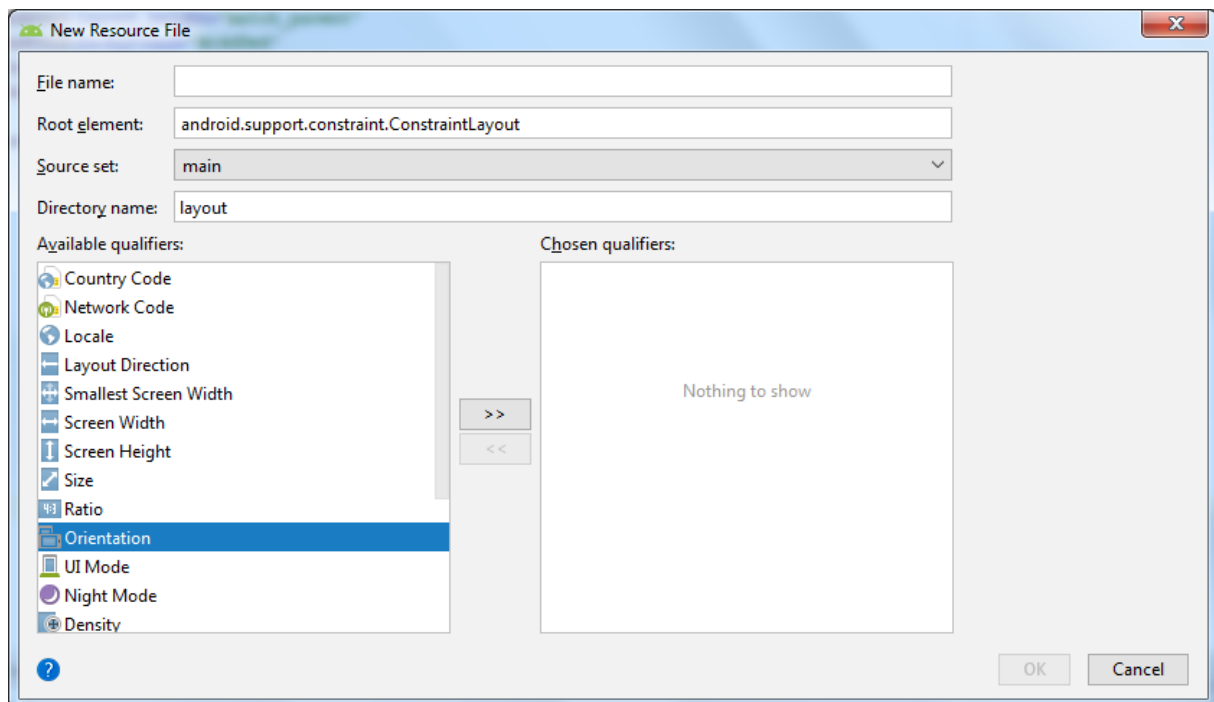 New Resource File
File name:
Root element: android.support.constraint.ConstraintLayout
Source set: main
Directory name: layout
Available qualifiers:
Chosen qualifiers:
Country Code
Network Code
Locale
Layout Direction
Smallest Screen Width
Screen Width
Screen Height
Size
4:3 Ratio
Orientation
UI Mode
Night Mode
Density
>>
<<
Nothing to show
?
OK
Cancel